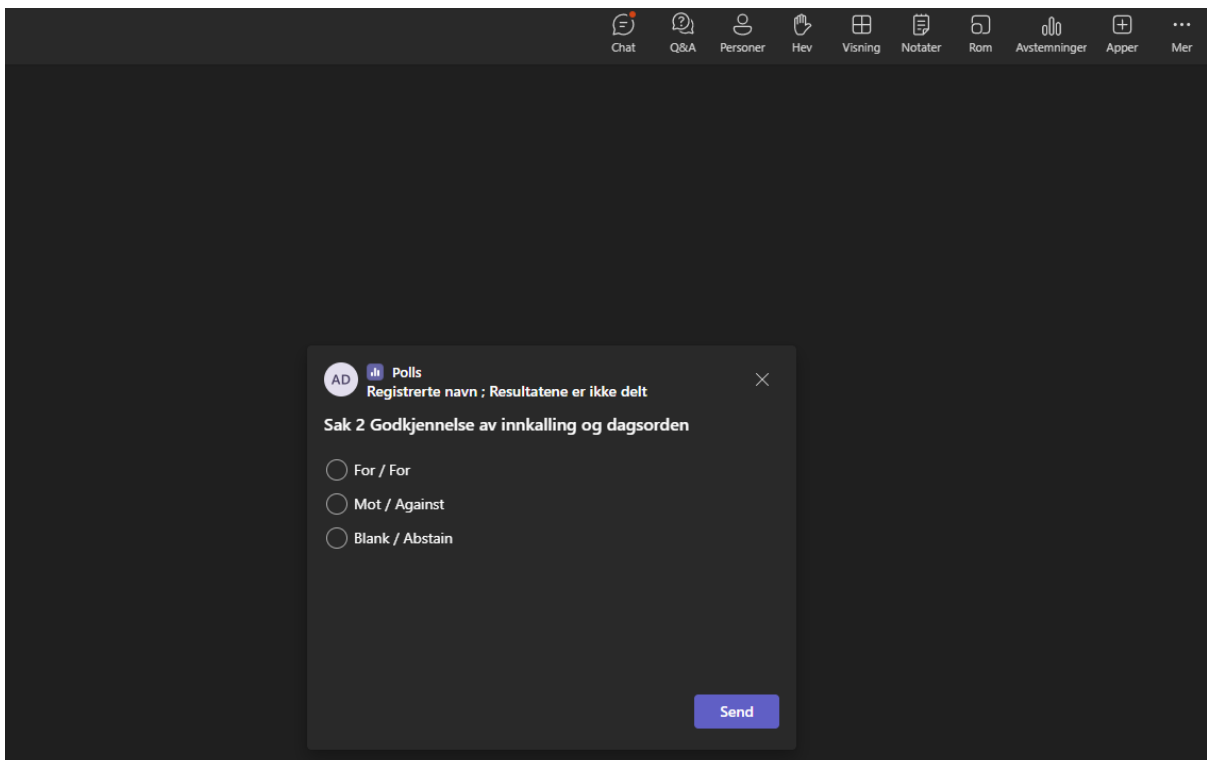 Chat Q&A Personer Hev Visning Notater Rom Avstemninger Apper Mer
AD Polls
Registrerte navn ; Resultatene er ikke delt
Sak 2 Godkjennelse av innkalling og dagsorden
For / For
Mot / Against
Blank / Abstain
Send